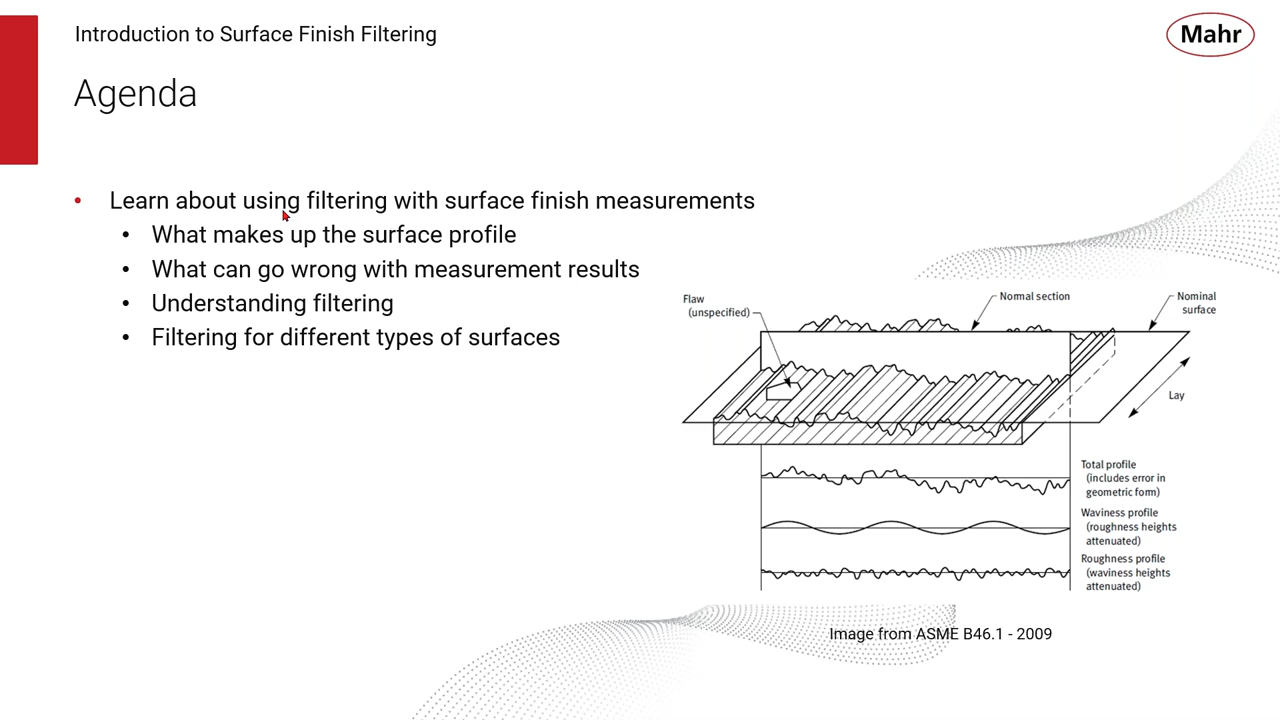 Introduction to Surface Finish Filtering
Mahr
Agenda
Learn about using filtering with surface finish measurements
What makes up the surface profile
What can go wrong with measurement results
Understanding filtering
Filtering for different types of surfaces
Flaw
(unspecified)
Normal section
Nominal
surface
Lay
Total profile
(includes error in
geometric form)
Waviness profile
(roughness heights
attenuated)
Roughness profile
(waviness heights
attenuated)
Image from ASME B46.1 - 2009